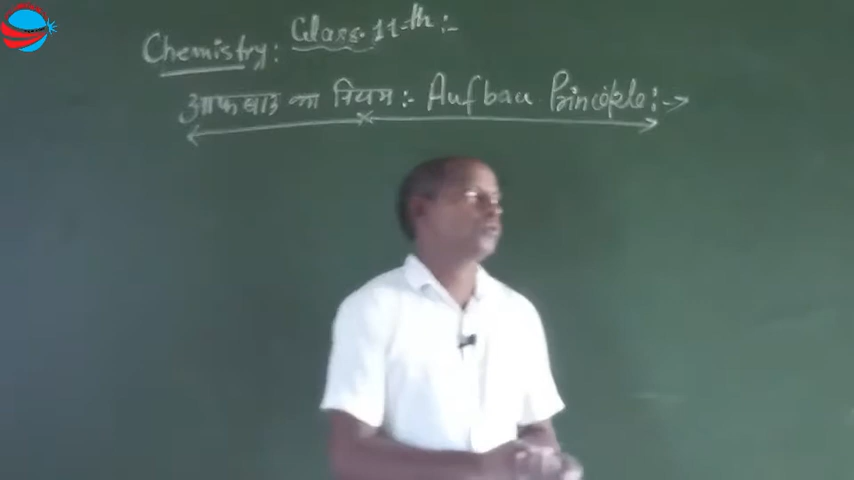 Chemistry: Class. 11-th :-
आफबाउ का नियम :- Aufbau Principle :->